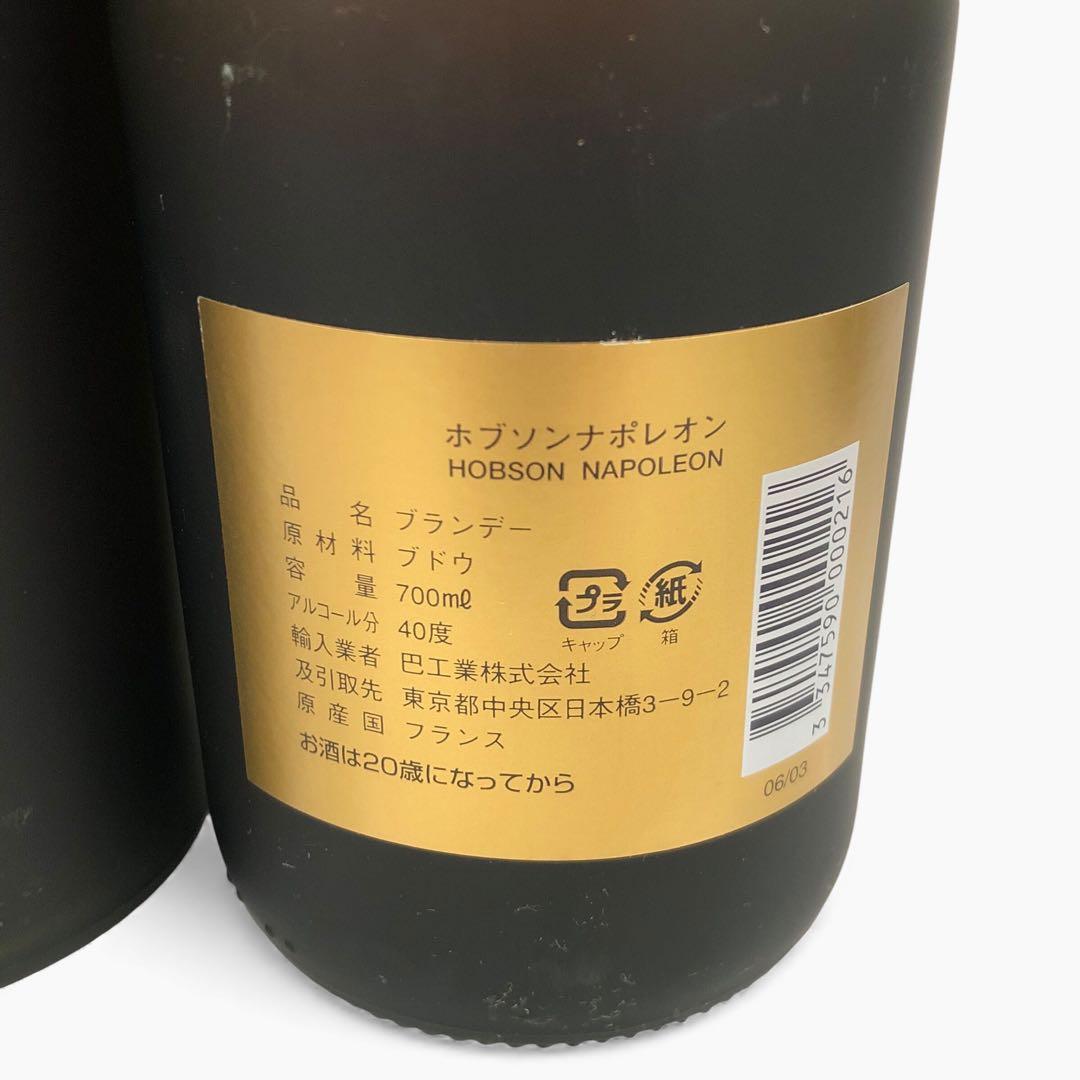 ホブソンナポレオン
HOBSON NAPOLEON
品名 ブランデー
原材料 ブドウ
容量 700mℓ
アルコール分 40度
輸入業者 巴工業株式会社
及引取先 東京都中央区日本橋3-9-2
原産国 フランス
お酒は20歳になってから
プラ
キャップ
紙
箱
3 347590 000216
06/03